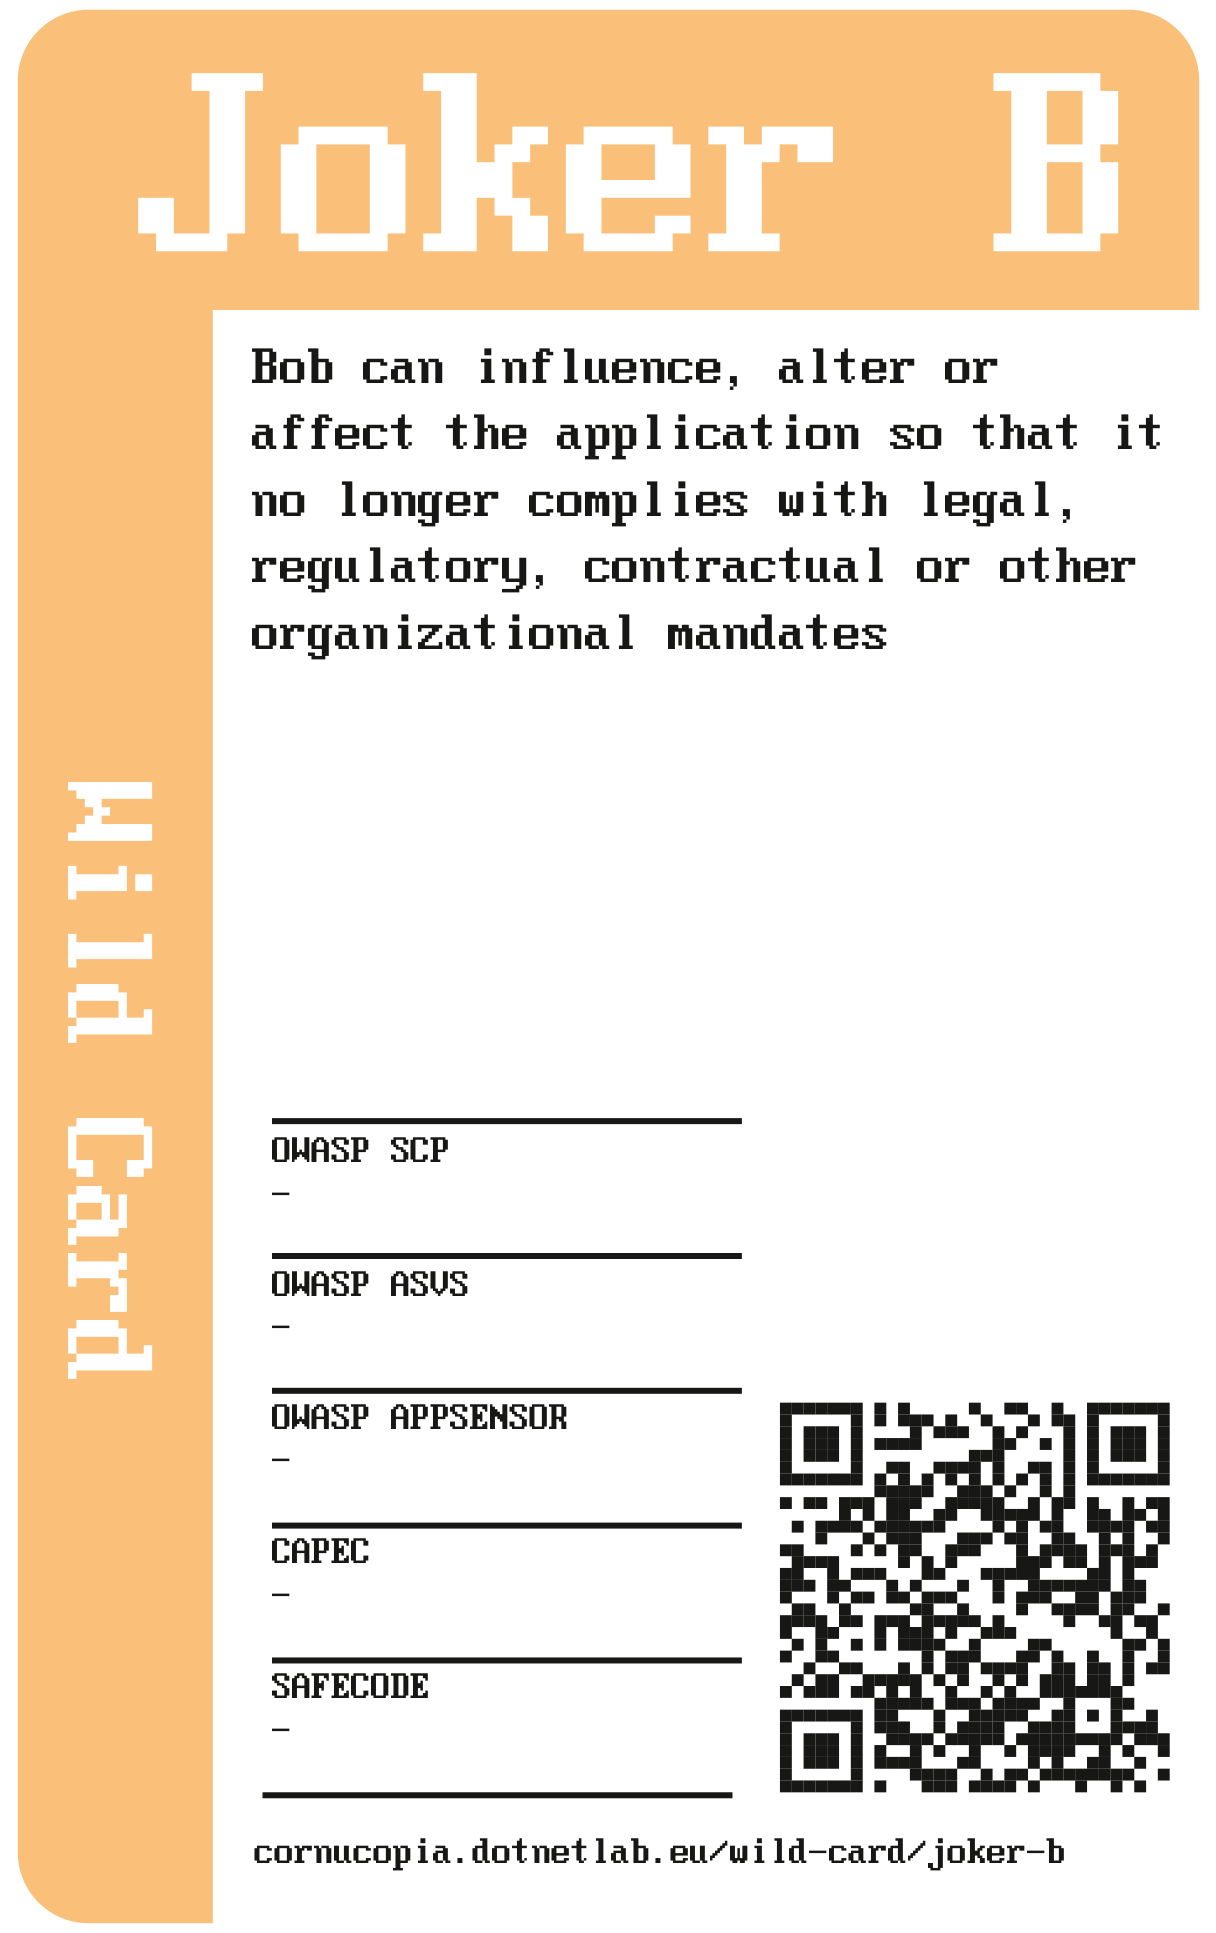 Joker B
Bob can influence, alter or
affect the application so that it
no longer complies with legal,
regulatory, contractual or other
organizational mandates
Wild Card
OWASP SCP
–
OWASP ASVS
–
OWASP APPSENSOR
–
CAPEC
–
SAFECODE
–
cornucopia.dotnetlab.eu/wild-card/joker-b